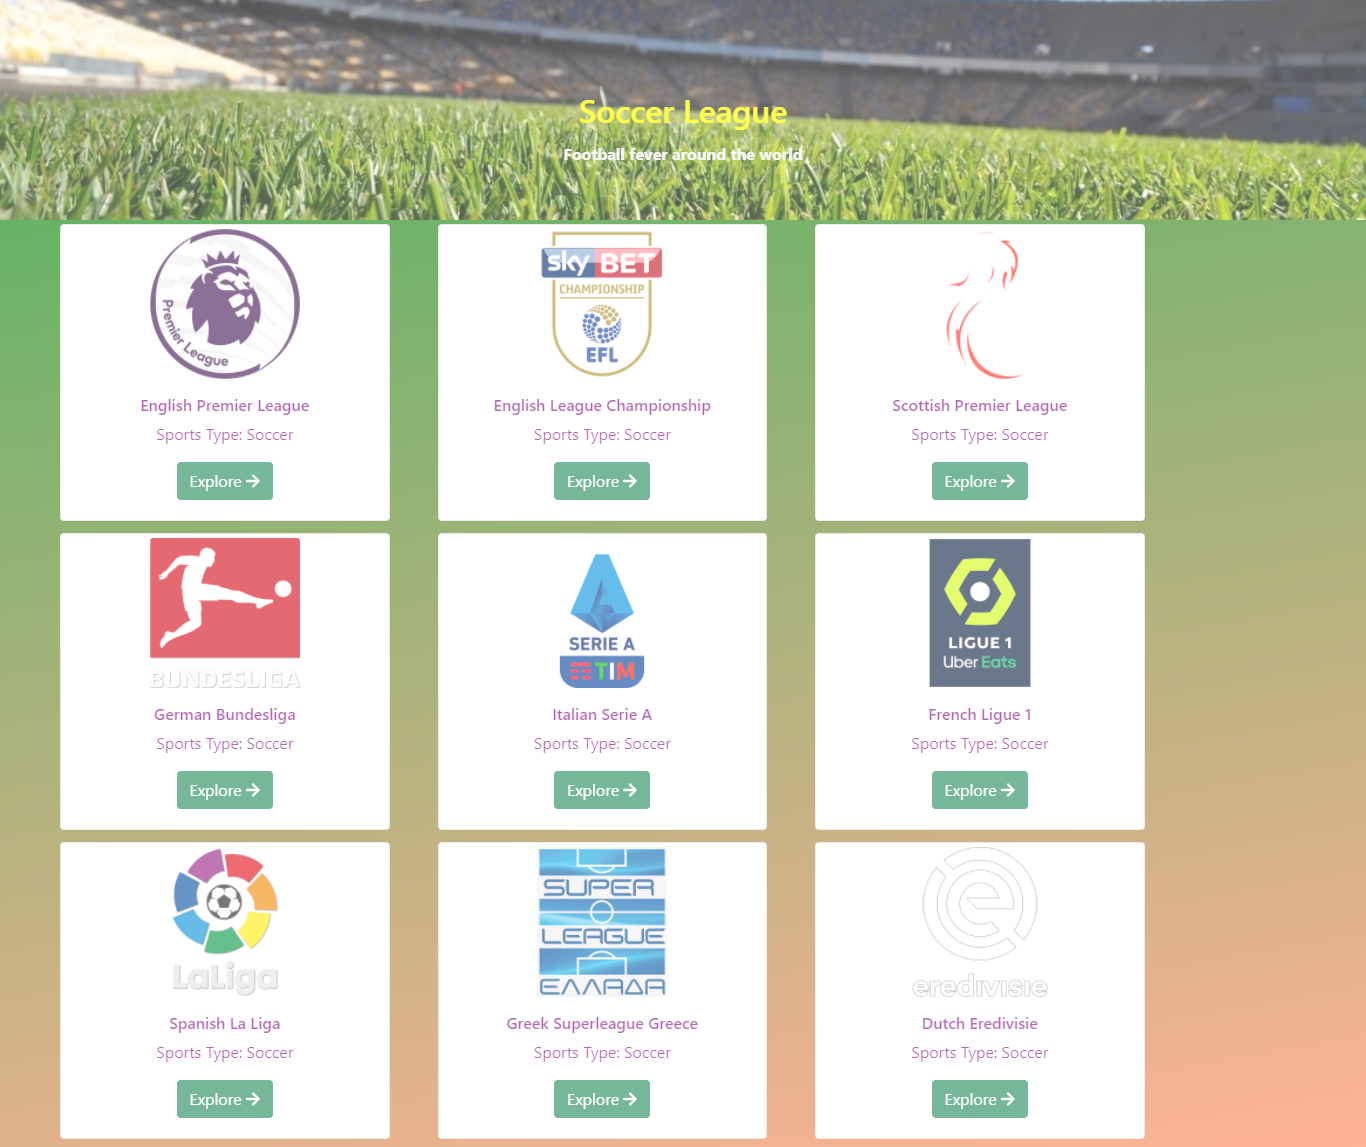 Soccer League
Football fever around the world
Premier League
English Premier League
Sports Type: Soccer
Explore
sky BET
CHAMPIONSHIP
EFL
English League Championship
Sports Type: Soccer
Explore
Scottish Premier League
Sports Type: Soccer
Explore
BUNDESLIGA
German Bundesliga
Sports Type: Soccer
Explore
SERIE A
TIM
Italian Serie A
Sports Type: Soccer
Explore
LIGUE 1
Uber Eats
French Ligue 1
Sports Type: Soccer
Explore
LaLiga
Spanish La Liga
Sports Type: Soccer
Explore
SUPER
LEAGUE
ΕΛΛΑΔΑ
Greek Superleague Greece
Sports Type: Soccer
Explore
eredivisie
Dutch Eredivisie
Sports Type: Soccer
Explore